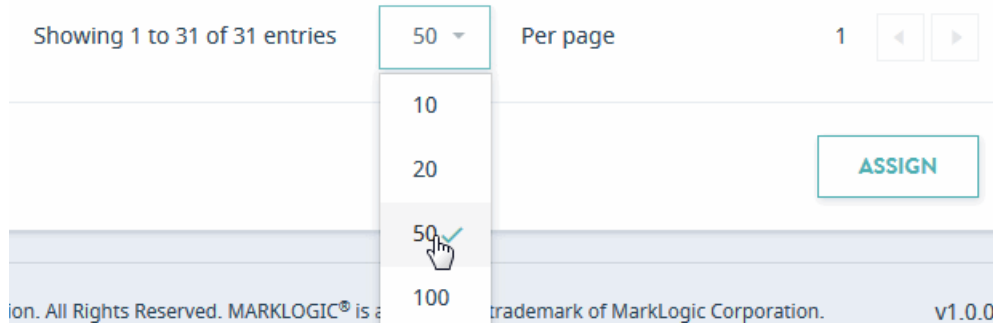 Showing 1 to 31 of 31 entries 50 Per page 1
10
ASSIGN
20
50
100
ion. All Rights Reserved. MARKLOGIC® is a trademark of MarkLogic Corporation. v1.0.0